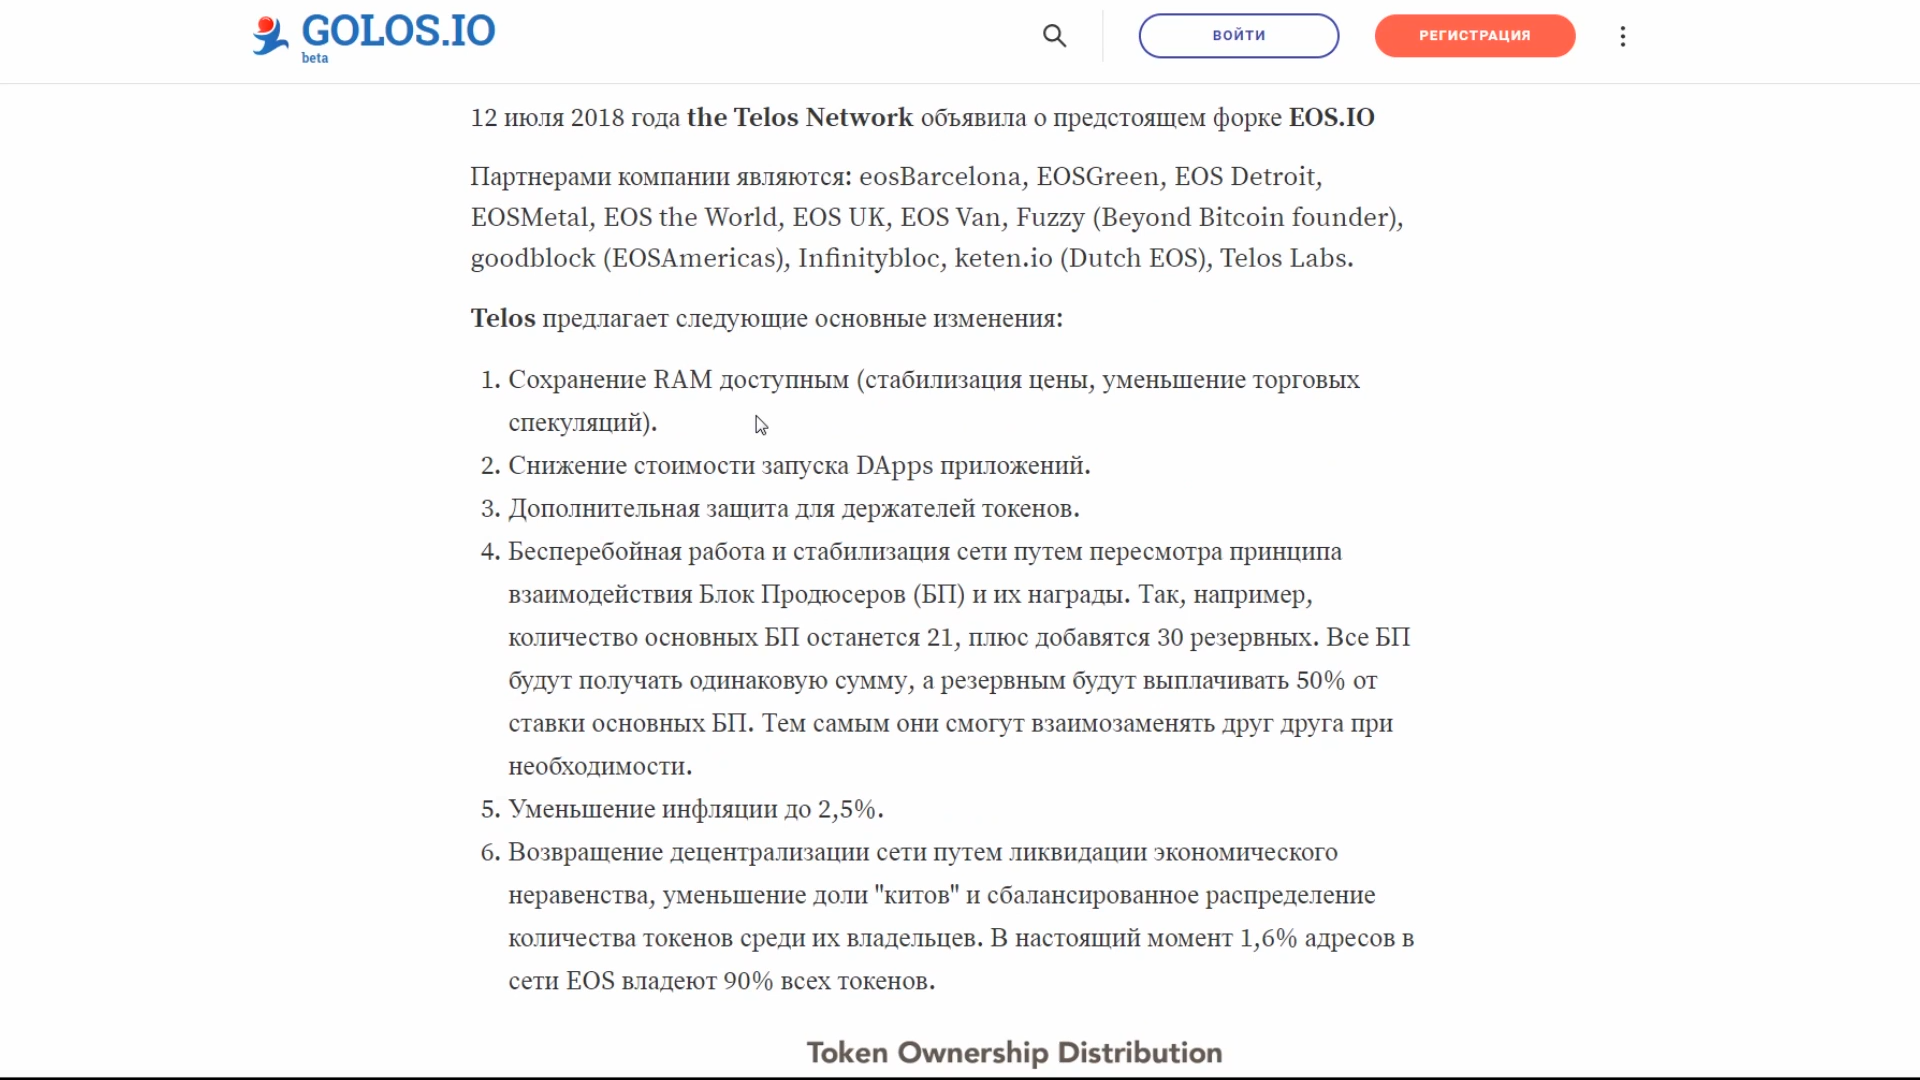 GOLOS.IO
beta
ВОЙТИ
РЕГИСТРАЦИЯ
12 июля 2018 года the Telos Network объявила о предстоящем форке EOS.IO
Партнерами компании являются: eosBarcelona, EOSGreen, EOS Detroit,
EOSMetal, EOS the World, EOS UK, EOS Van, Fuzzy (Beyond Bitcoin founder),
goodblock (EOSAmericas), Infinitybloc, keten.io (Dutch EOS), Telos Labs.
Telos предлагает следующие основные изменения:
1. Сохранение RAM доступным (стабилизация цены, уменьшение торговых
спекуляций).
2. Снижение стоимости запуска DApps приложений.
3. Дополнительная защита для держателей токенов.
4. Бесперебойная работа и стабилизация сети путем пересмотра принципа
взаимодействия Блок Продюсеров (БП) и их награды. Так, например,
количество основных БП останется 21, плюс добавятся 30 резервных. Все БП
будут получать одинаковую сумму, а резервным будут выплачивать 50% от
ставки основных БП. Тем самым они смогут взаимозаменять друг друга при
необходимости.
5. Уменьшение инфляции до 2,5%.
6. Возвращение децентрализации сети путем ликвидации экономического
неравенства, уменьшение доли "китов" и сбалансированное распределение
количества токенов среди их владельцев. В настоящий момент 1,6% адресов в
сети EOS владеют 90% всех токенов.
Token Ownership Distribution